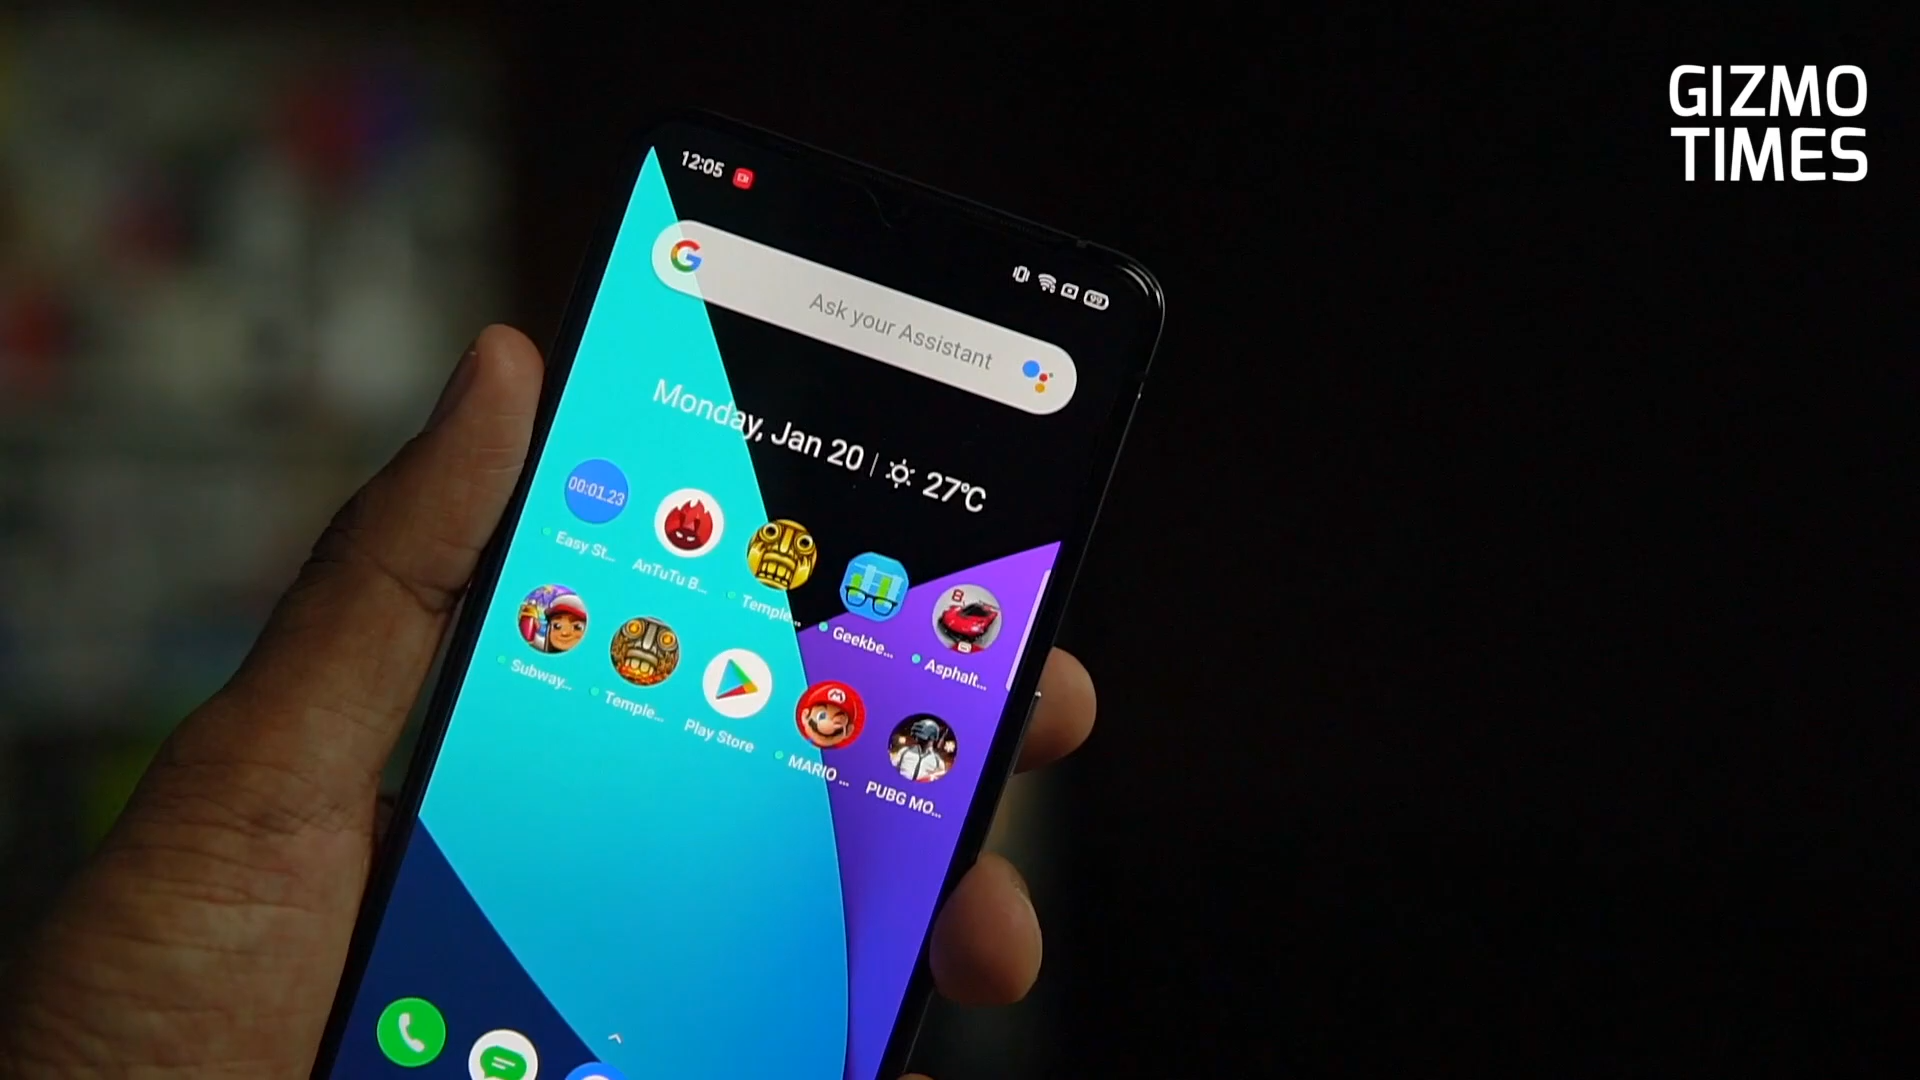 GIZMO
TIMES
12:05
99
Ask your Assistant
Monday, Jan 20 | 27°C
00:01.23
Easy St...
AnTuTu B...
Temple...
Geekbe...
Asphalt...
Subway...
Temple...
Play Store
MARIO ...
PUBG MO...